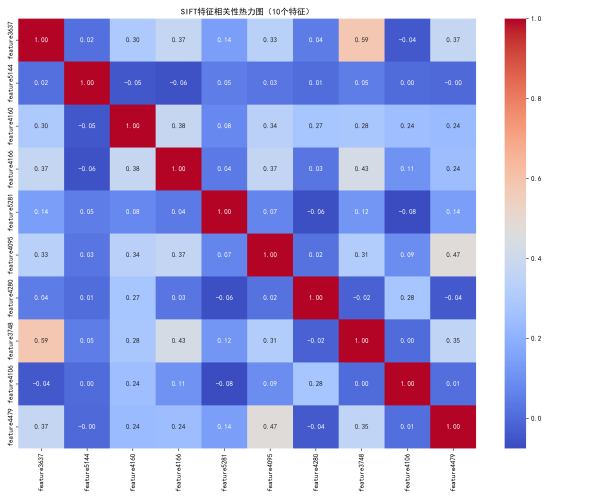 SIFT特征相关性热力图（10个特征）
feature3637 1.00 0.02 0.30 0.37 0.14 0.33 0.04 0.59 -0.04 0.37
feature5144 0.02 1.00 -0.05 -0.06 0.05 0.03 0.01 0.05 0.00 -0.00
feature4160 0.30 -0.05 1.00 0.38 0.08 0.34 0.27 0.28 0.24 0.24
feature4166 0.37 -0.06 0.38 1.00 0.04 0.37 0.03 0.43 0.11 0.24
feature5281 0.14 0.05 0.08 0.04 1.00 0.07 -0.06 0.12 -0.08 0.14
feature4095 0.33 0.03 0.34 0.37 0.07 1.00 0.02 0.31 0.09 0.47
feature4280 0.04 0.01 0.27 0.03 -0.06 0.02 1.00 -0.02 0.28 -0.04
feature3748 0.59 0.05 0.28 0.43 0.12 0.31 -0.02 1.00 0.00 0.35
feature4106 -0.04 0.00 0.24 0.11 -0.08 0.09 0.28 0.00 1.00 0.01
feature4479 0.37 -0.00 0.24 0.24 0.14 0.47 -0.04 0.35 0.01 1.00
feature3637 feature5144 feature4160 feature4166 feature5281 feature4095 feature4280 feature3748 feature4106 feature4479
1.0
0.8
0.6
0.4
0.2
0.0